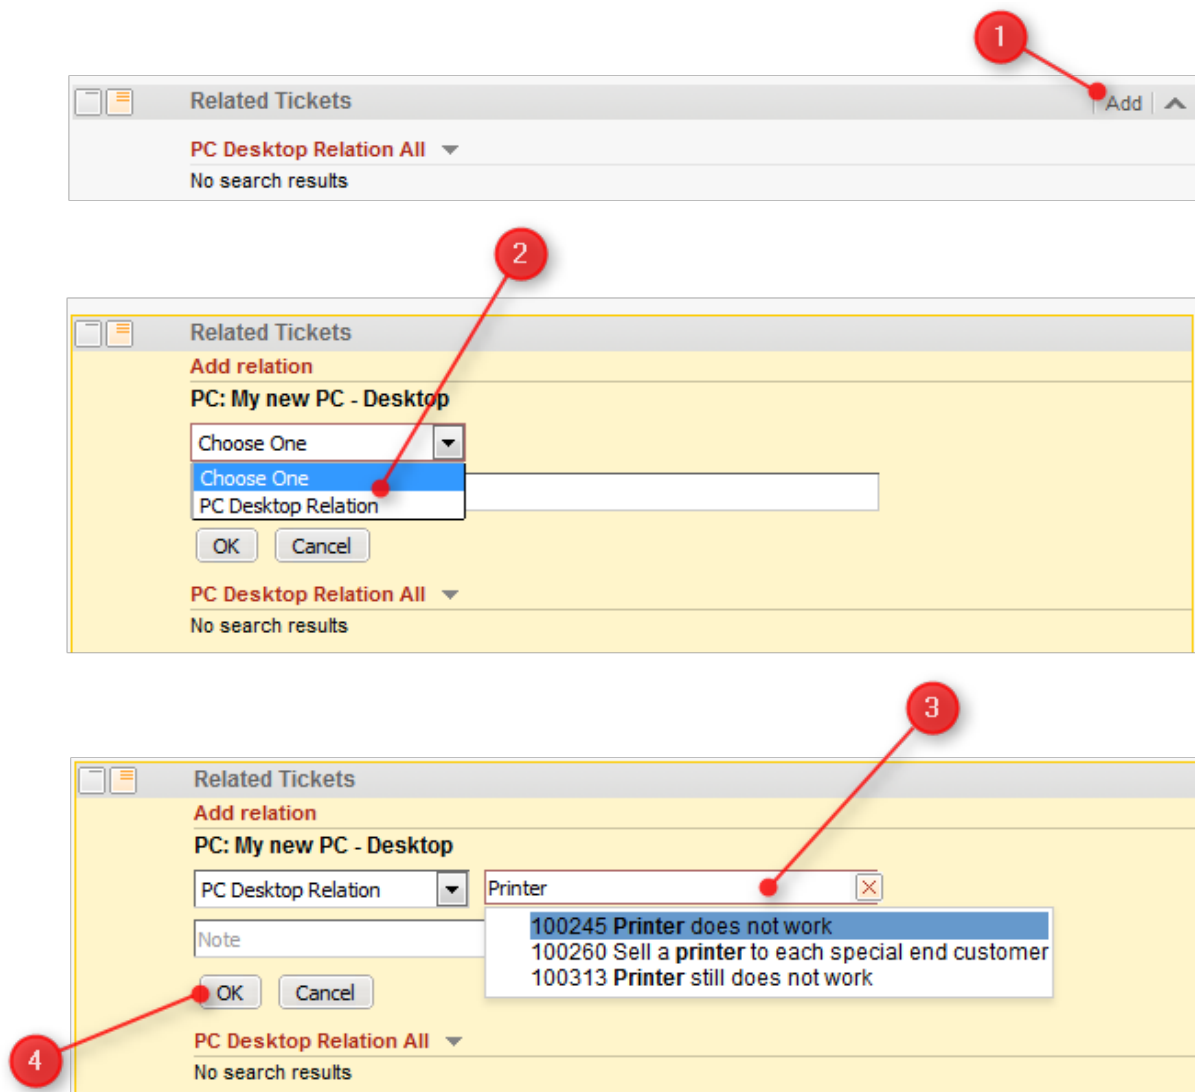 1
Related Tickets Add
PC Desktop Relation All
No search results
2
Related Tickets
Add relation
PC: My new PC - Desktop
Choose One
Choose One
PC Desktop Relation
OK Cancel
PC Desktop Relation All
No search results
3
Related Tickets
Add relation
PC: My new PC - Desktop
PC Desktop Relation Printer
100245 Printer does not work
Note
100260 Sell a printer to each special end customer
100313 Printer still does not work
OK Cancel
PC Desktop Relation All
4
No search results